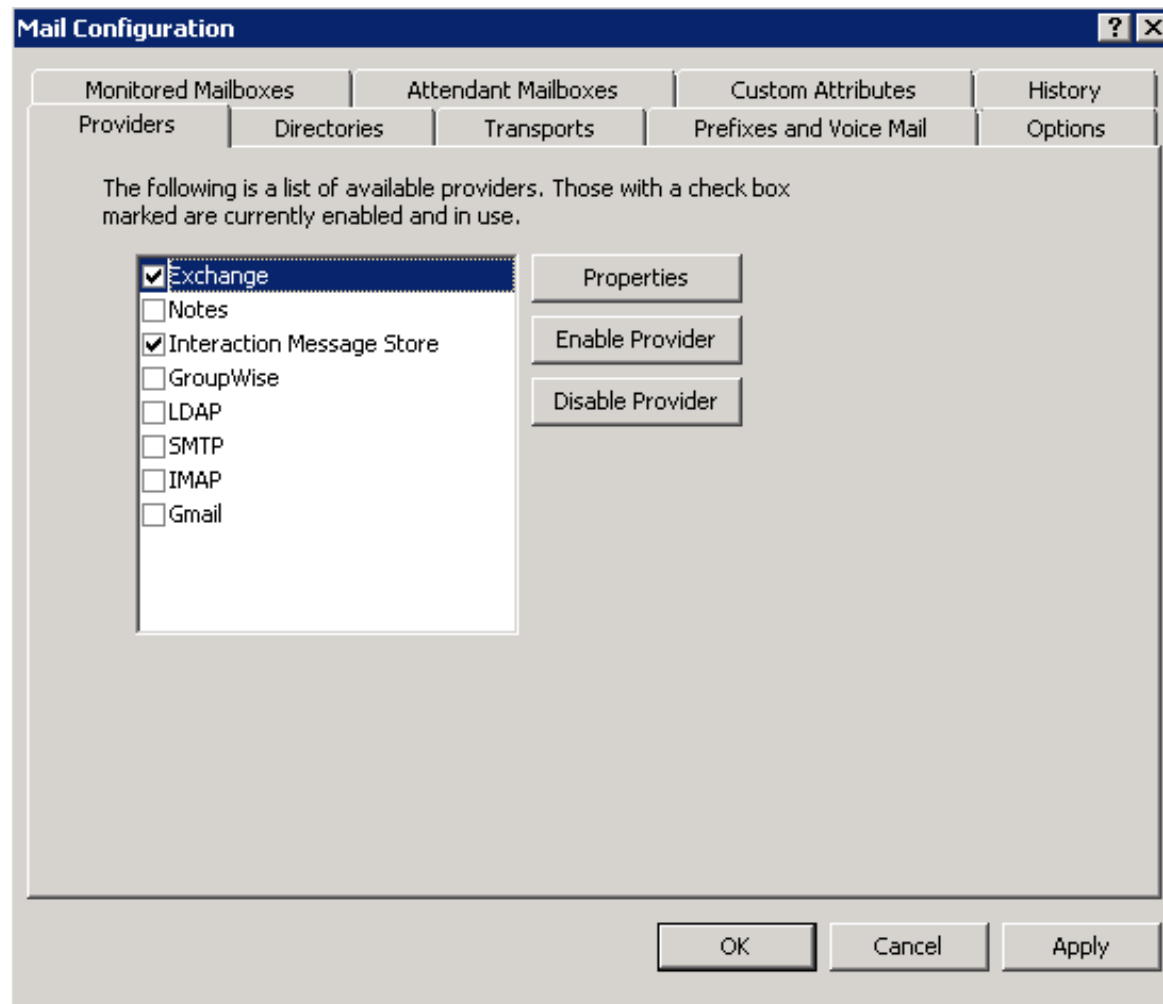 Mail Configuration
Monitored Mailboxes Attendant Mailboxes Custom Attributes History
Providers Directories Transports Prefixes and Voice Mail Options
The following is a list of available providers. Those with a check box
marked are currently enabled and in use.
Exchange
Notes
Interaction Message Store
GroupWise
LDAP
SMTP
IMAP
Gmail
Properties
Enable Provider
Disable Provider
OK Cancel Apply